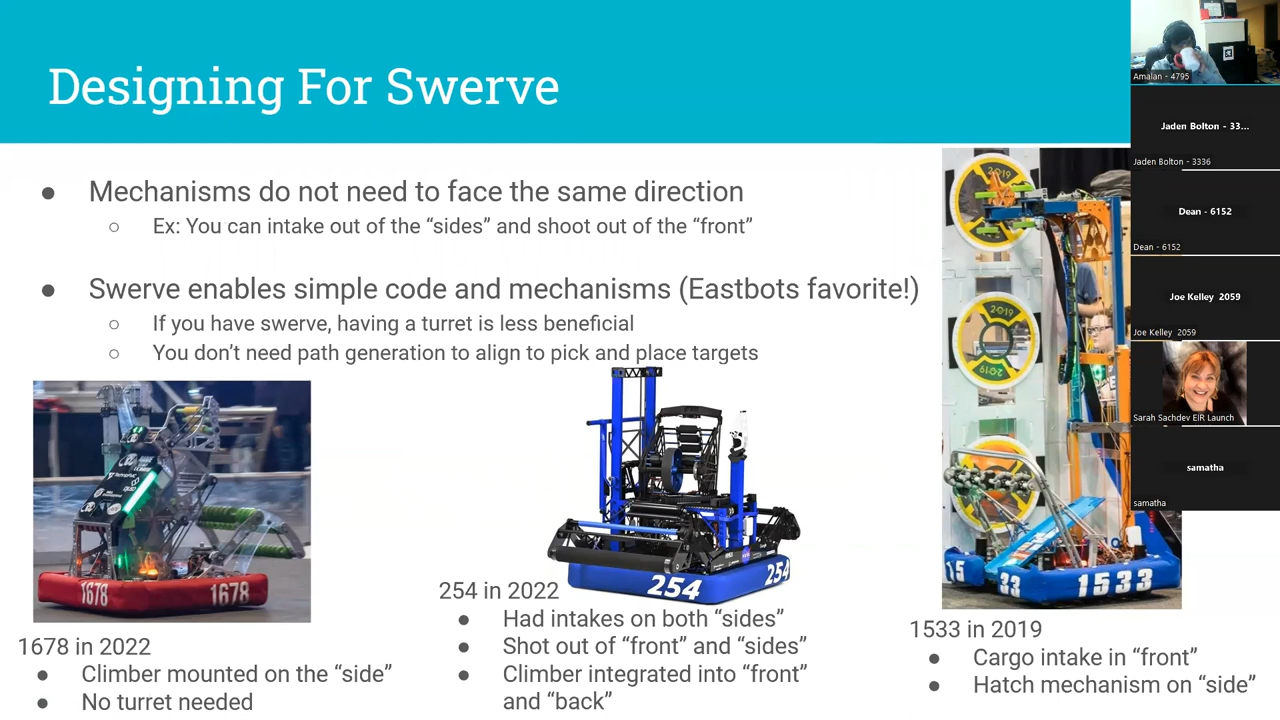 Designing For Swerve
● Mechanisms do not need to face the same direction
○ Ex: You can intake out of the “sides” and shoot out of the “front”
● Swerve enables simple code and mechanisms (Eastbots favorite!)
○ If you have swerve, having a turret is less beneficial
○ You don’t need path generation to align to pick and place targets
1678
1678
1678 in 2022
● Climber mounted on the “side”
● No turret needed
254
254
254 in 2022
● Had intakes on both “sides”
● Shot out of “front” and “sides”
● Climber integrated into “front”
and “back”
2019
2019
2019
15
33
1533
1533 in 2019
● Cargo intake in “front”
● Hatch mechanism on “side”
Amalan - 4795
Jaden Bolton - 33...
Jaden Bolton - 3336
Dean - 6152
Dean - 6152
Joe Kelley 2059
Joe Kelley 2059
Sarah Sachdev EIR Launch
samatha
samatha